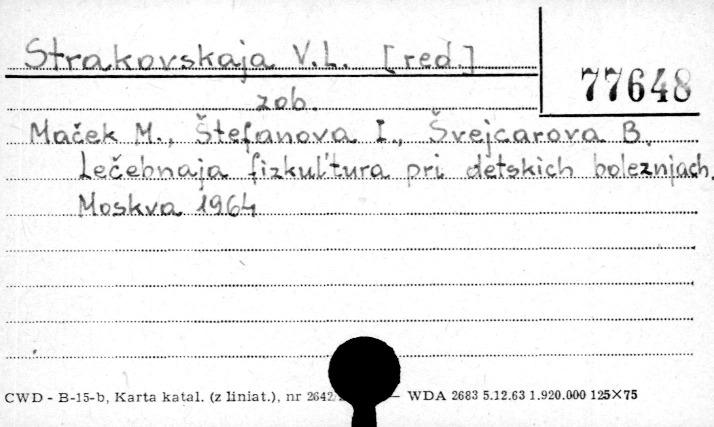 Strakovskaja V.L. [red.]
77648
zob.
Maček M., Štefanova I., Švejcarova B.
Lečebnaja fizkul'tura pri detskich boleznjach.
Moskva 1964
CWD - B-15-b, Karta katal. (z liniat.), nr 2642/ — WDA 2683 5.12.63 1.920.000 125×75